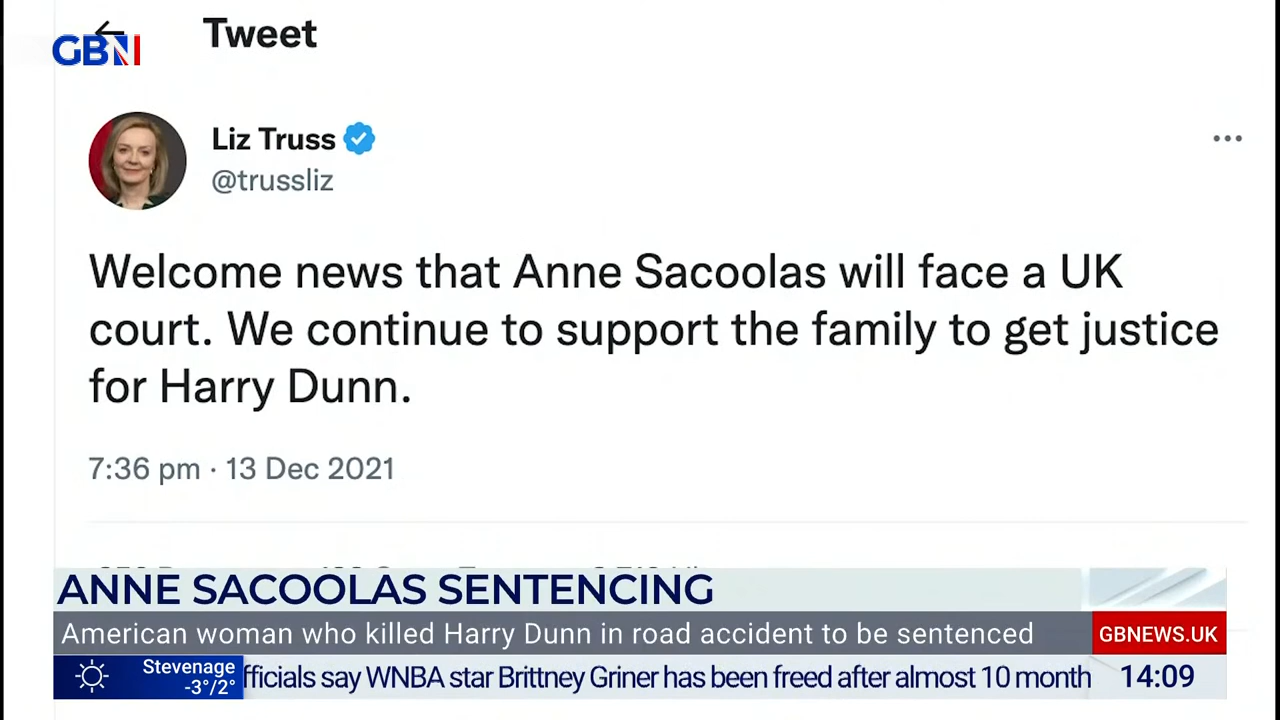 GBN
Tweet
Liz Truss
@trussliz
Welcome news that Anne Sacoolas will face a UK
court. We continue to support the family to get justice
for Harry Dunn.
7:36 pm · 13 Dec 2021
ANNE SACOOLAS SENTENCING
American woman who killed Harry Dunn in road accident to be sentenced
GBNEWS.UK
Stevenage
-3°/2°
fficials say WNBA star Brittney Griner has been freed after almost 10 month
14:09